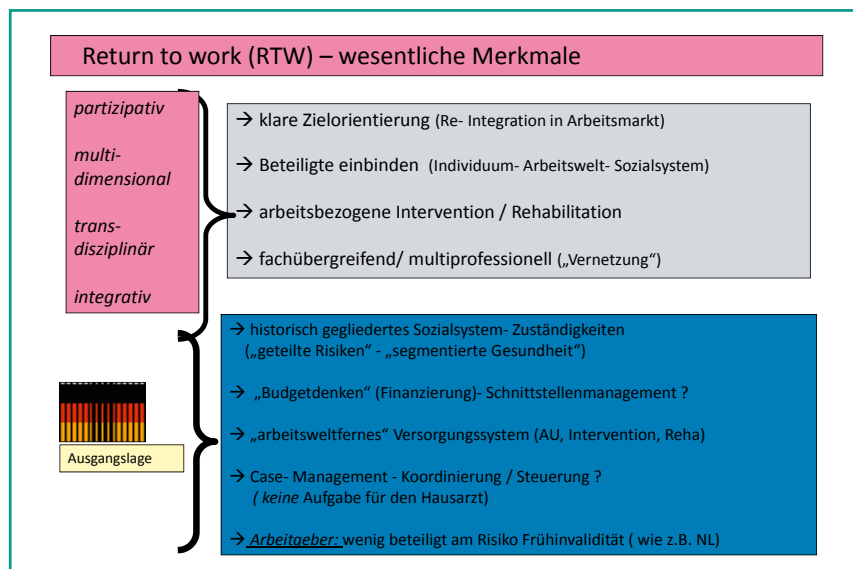 Return to work (RTW) – wesentliche Merkmale
partizipativ
multi-
dimensional
trans-
disziplinär
integrativ
→ klare Zielorientierung (Re- Integration in Arbeitsmarkt)
→ Beteiligte einbinden (Individuum- Arbeitswelt- Sozialsystem)
→ arbeitsbezogene Intervention / Rehabilitation
→ fachübergreifend/ multiprofessionell („Vernetzung“)
Ausgangslage
→ historisch gegliedertes Sozialsystem- Zuständigkeiten
(„geteilte Risiken“ - „segmentierte Gesundheit“)
→ „Budgetdenken“ (Finanzierung)- Schnittstellenmanagement ?
→ „arbeitsweltfernes“ Versorgungssystem (AU, Intervention, Reha)
→ Case- Management - Koordinierung / Steuerung ?
( keine Aufgabe für den Hausarzt)
→ Arbeitgeber: wenig beteiligt am Risiko Frühinvalidität ( wie z.B. NL)